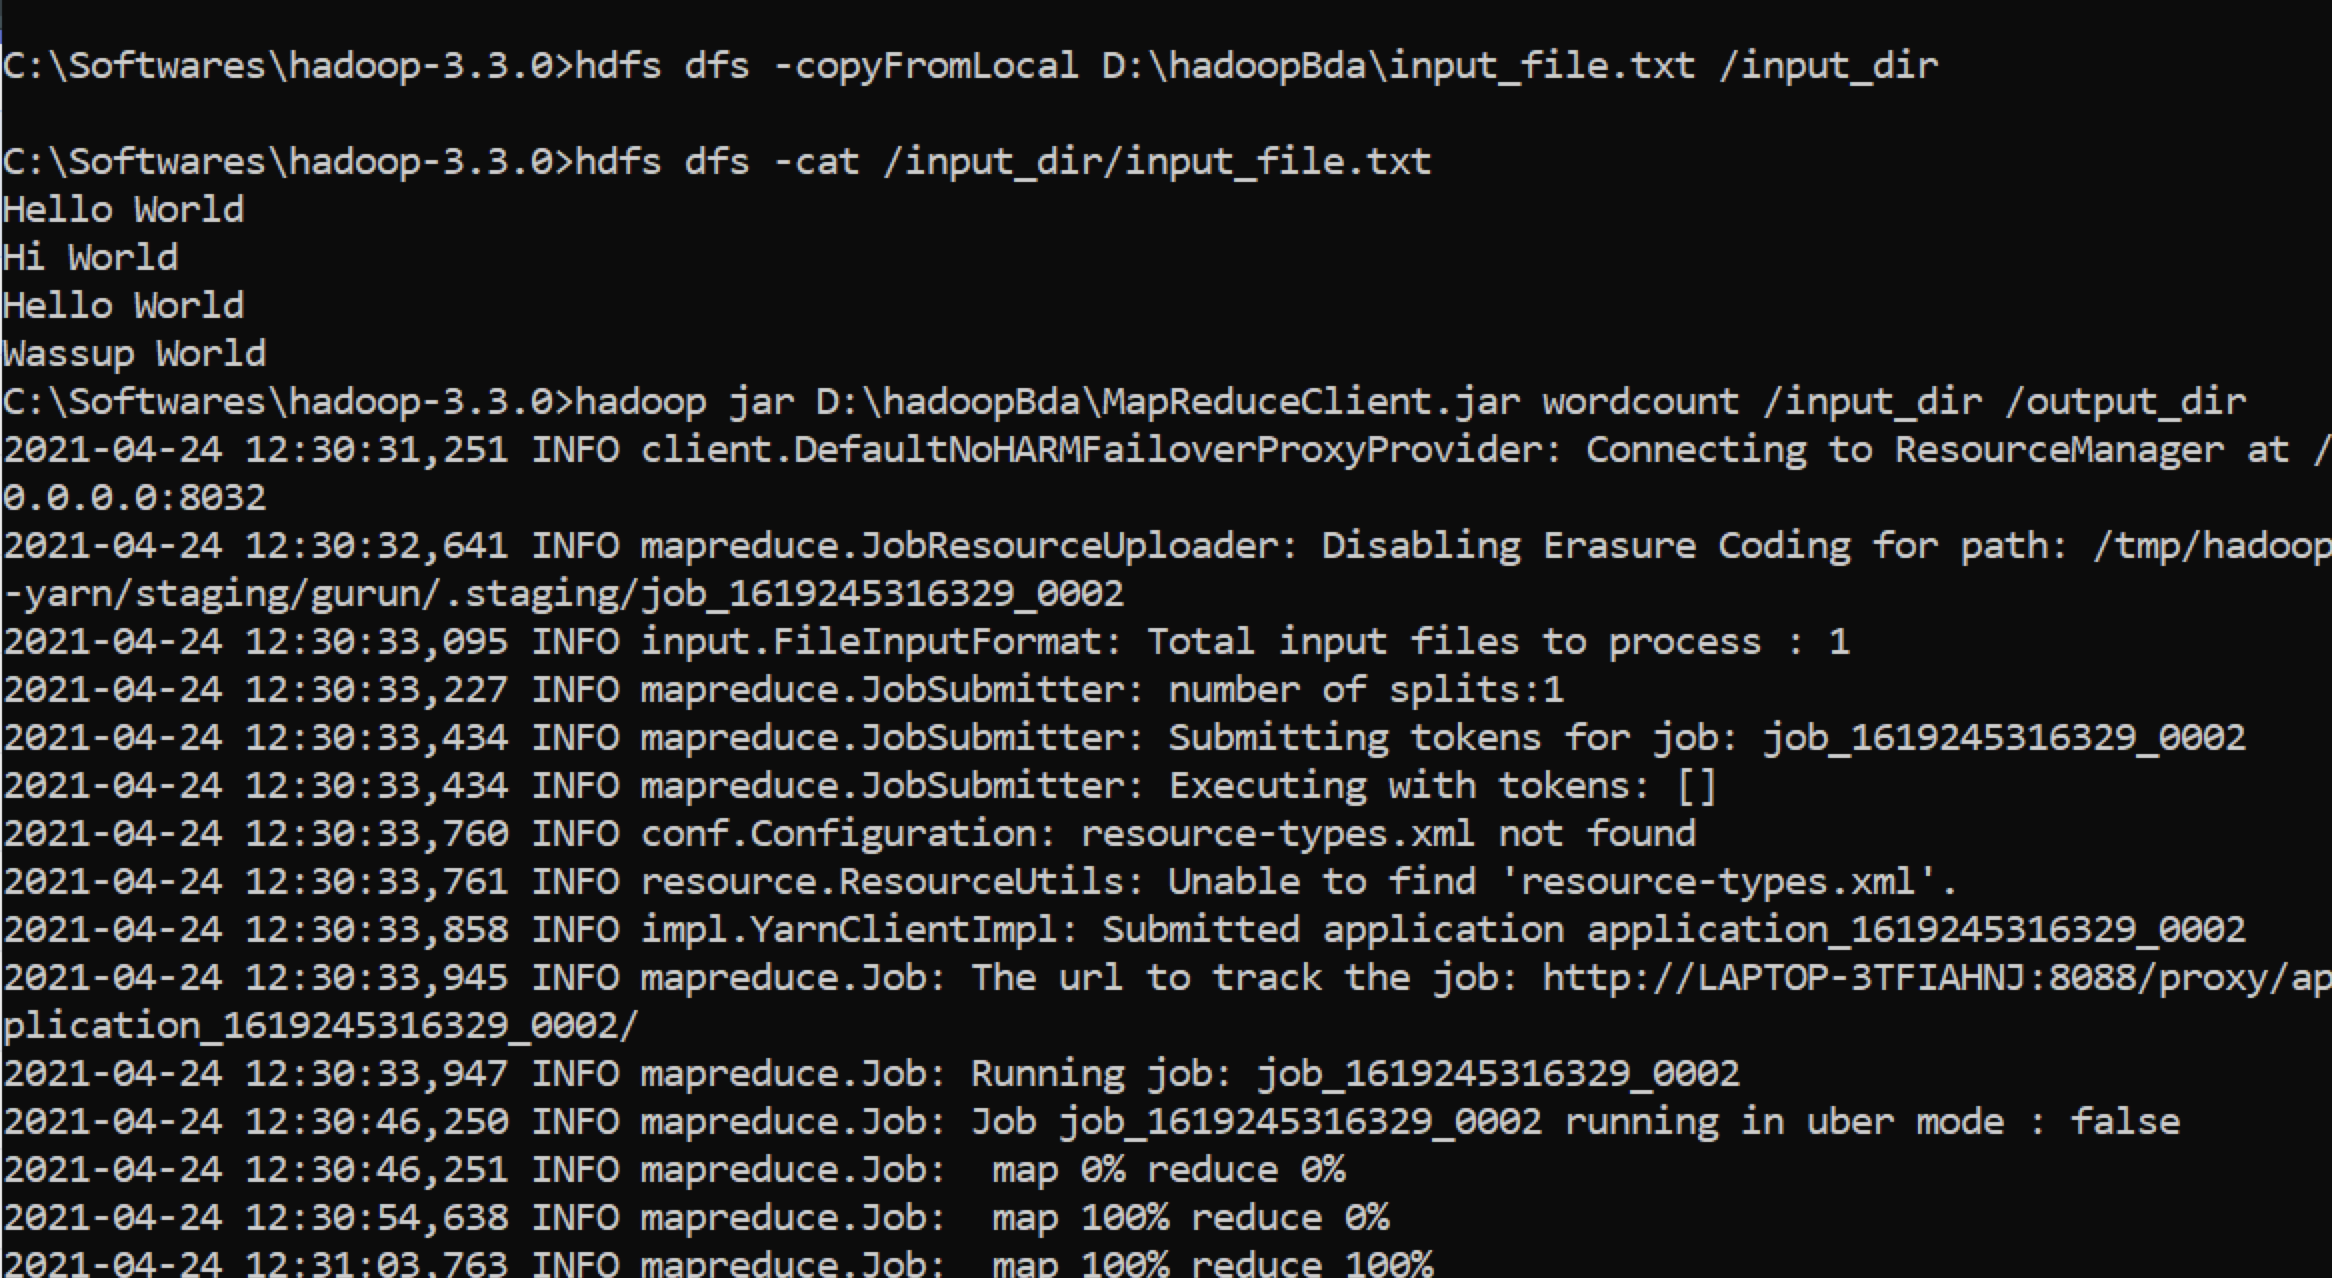 C:\Softwares\hadoop-3.3.0>hdfs dfs -copyFromLocal D:\hadoopBda\input_file.txt /input_dir
C:\Softwares\hadoop-3.3.0>hdfs dfs -cat /input_dir/input_file.txt
Hello World
Hi World
Hello World
Wassup World
C:\Softwares\hadoop-3.3.0>hadoop jar D:\hadoopBda\MapReduceClient.jar wordcount /input_dir /output_dir
2021-04-24 12:30:31,251 INFO client.DefaultNoHARMFailoverProxyProvider: Connecting to ResourceManager at /
0.0.0.0:8032
2021-04-24 12:30:32,641 INFO mapreduce.JobResourceUploader: Disabling Erasure Coding for path: /tmp/hadoop
-yarn/staging/gurun/.staging/job_1619245316329_0002
2021-04-24 12:30:33,095 INFO input.FileInputFormat: Total input files to process : 1
2021-04-24 12:30:33,227 INFO mapreduce.JobSubmitter: number of splits:1
2021-04-24 12:30:33,434 INFO mapreduce.JobSubmitter: Submitting tokens for job: job_1619245316329_0002
2021-04-24 12:30:33,434 INFO mapreduce.JobSubmitter: Executing with tokens: []
2021-04-24 12:30:33,760 INFO conf.Configuration: resource-types.xml not found
2021-04-24 12:30:33,761 INFO resource.ResourceUtils: Unable to find 'resource-types.xml'.
2021-04-24 12:30:33,858 INFO impl.YarnClientImpl: Submitted application application_1619245316329_0002
2021-04-24 12:30:33,945 INFO mapreduce.Job: The url to track the job: http://LAPTOP-3TFIAHNJ:8088/proxy/ap
plication_1619245316329_0002/
2021-04-24 12:30:33,947 INFO mapreduce.Job: Running job: job_1619245316329_0002
2021-04-24 12:30:46,250 INFO mapreduce.Job: Job job_1619245316329_0002 running in uber mode : false
2021-04-24 12:30:46,251 INFO mapreduce.Job:  map 0% reduce 0%
2021-04-24 12:30:54,638 INFO mapreduce.Job:  map 100% reduce 0%
2021-04-24 12:31:03,763 INFO mapreduce.Job:  map 100% reduce 100%